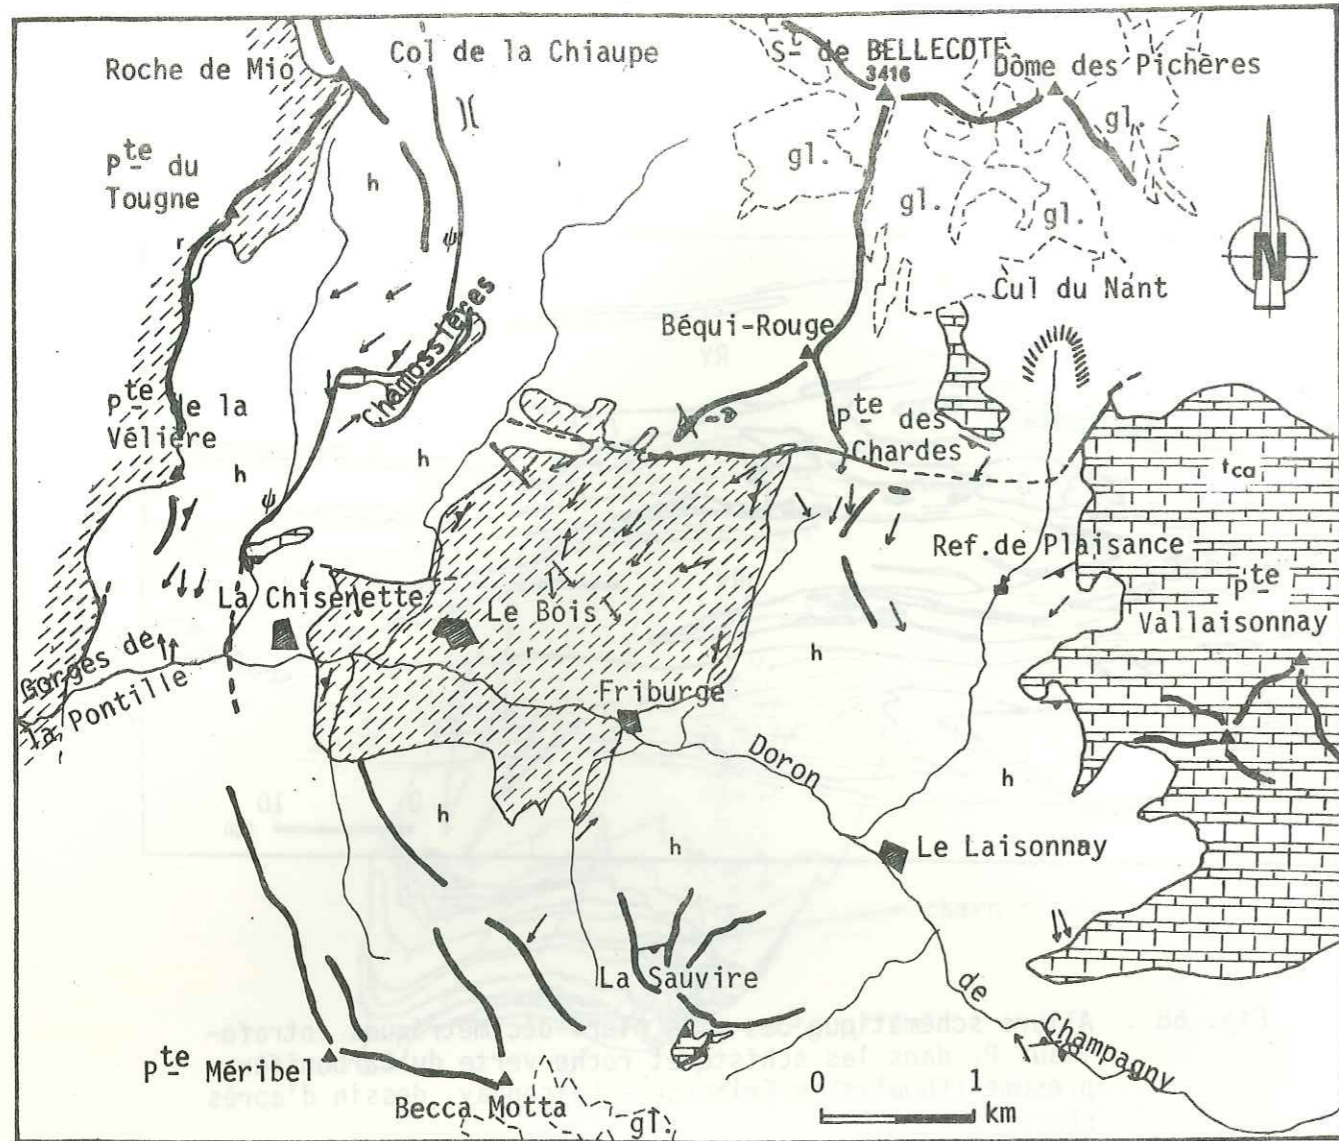 Col de la Chiaupe
St de BELLECOTE
3416
Dôme des Pichères
Roche de Mio
gl.
gl.
Pte du
Tougne
h
gl.
gl.
r
ψ
N
Cul du Nant
Chamossières
Béqui-Rouge
Pte de la
Vélière
Pte des
Chardes
h
h
tca
ψ
Ref. de Plaisance
La Chisenette
Le Bois
Pte
Vallaisonnay
r
h
Gorges de
la Pontille
Friburge
Doron
h
h
h
Le Laisonnay
La Sauvire
de
Champagny
Pte Méribel
Becca Motta
gl.
0 1
km